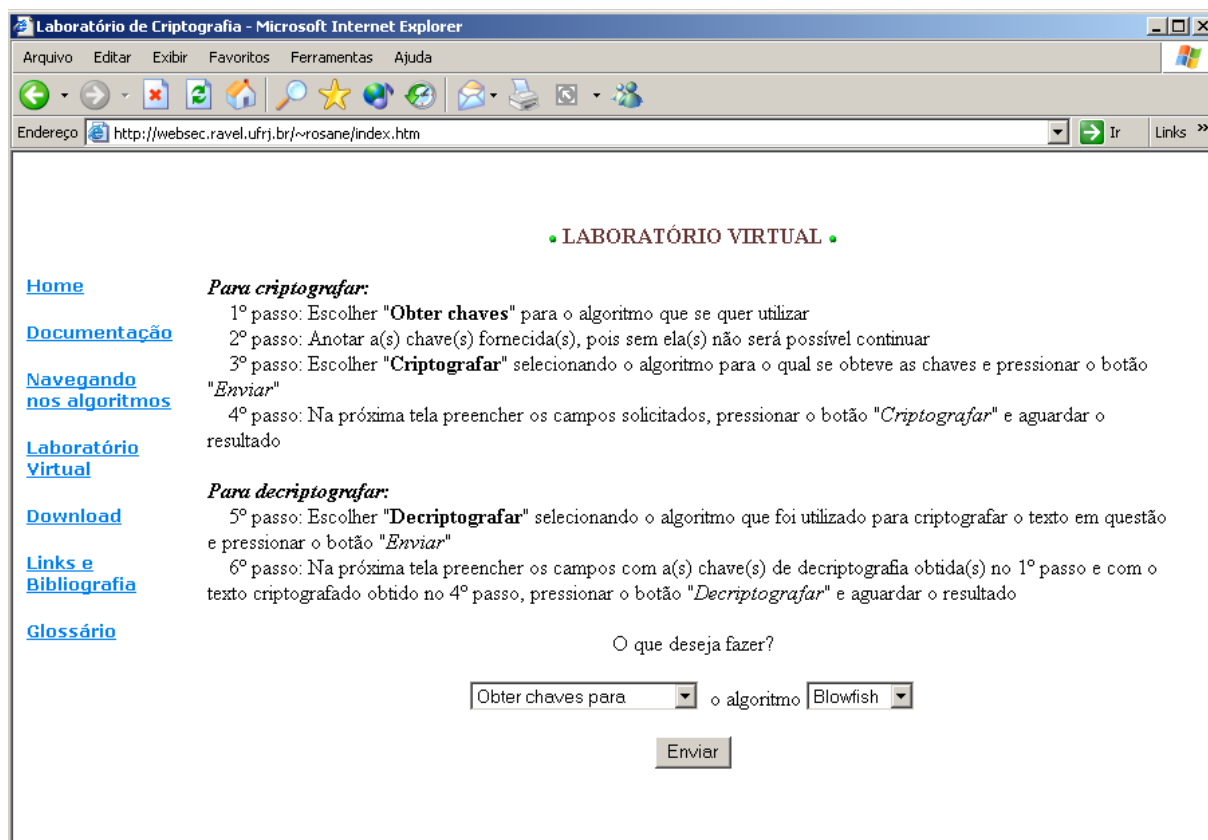 Laboratório de Criptografia - Microsoft Internet Explorer
Arquivo Editar Exibir Favoritos Ferramentas Ajuda
Endereço http://websec.ravel.ufrj.br/~rosane/index.htm Ir Links »
LABORATÓRIO VIRTUAL
Home
Documentação
Navegando
nos algoritmos
Laboratório
Virtual
Download
Links e
Bibliografia
Glossário
Para criptografar:
1º passo: Escolher "Obter chaves" para o algoritmo que se quer utilizar
2º passo: Anotar a(s) chave(s) fornecida(s), pois sem ela(s) não será possível continuar
3º passo: Escolher "Criptografar" selecionando o algoritmo para o qual se obteve as chaves e pressionar o botão
"Enviar"
4º passo: Na próxima tela preencher os campos solicitados, pressionar o botão "Criptografar" e aguardar o
resultado
Para decriptografar:
5º passo: Escolher "Decriptografar" selecionando o algoritmo que foi utilizado para criptografar o texto em questão
e pressionar o botão "Enviar"
6º passo: Na próxima tela preencher os campos com a(s) chave(s) de decriptografia obtida(s) no 1º passo e com o
texto criptografado obtido no 4º passo, pressionar o botão "Decriptografar" e aguardar o resultado
O que deseja fazer?
Obter chaves para o algoritmo Blowfish
Enviar